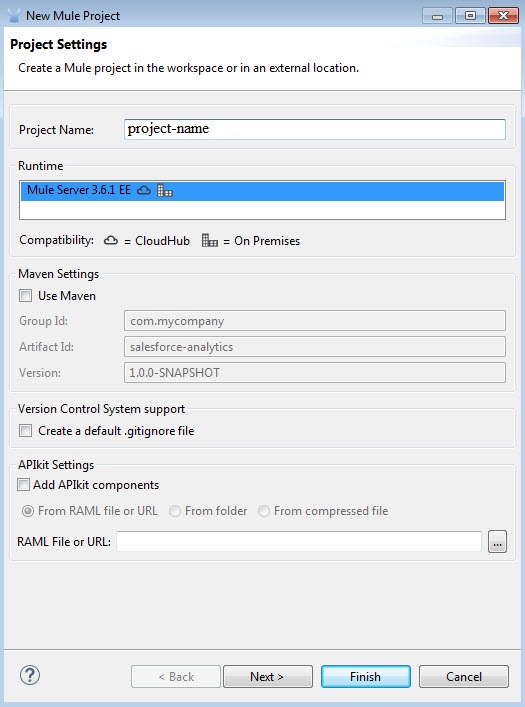 New Mule Project
Project Settings
Create a Mule project in the workspace or in an external location.
Project Name: project-name
Runtime
Mule Server 3.6.1 EE
Compatibility: = CloudHub = On Premises
Maven Settings
Use Maven
Group Id: com.mycompany
Artifact Id: salesforce-analytics
Version: 1.0.0-SNAPSHOT
Version Control System support
Create a default .gitignore file
APIkit Settings
Add APIkit components
From RAML file or URL From folder From compressed file
RAML File or URL: ...
? < Back Next > Finish Cancel